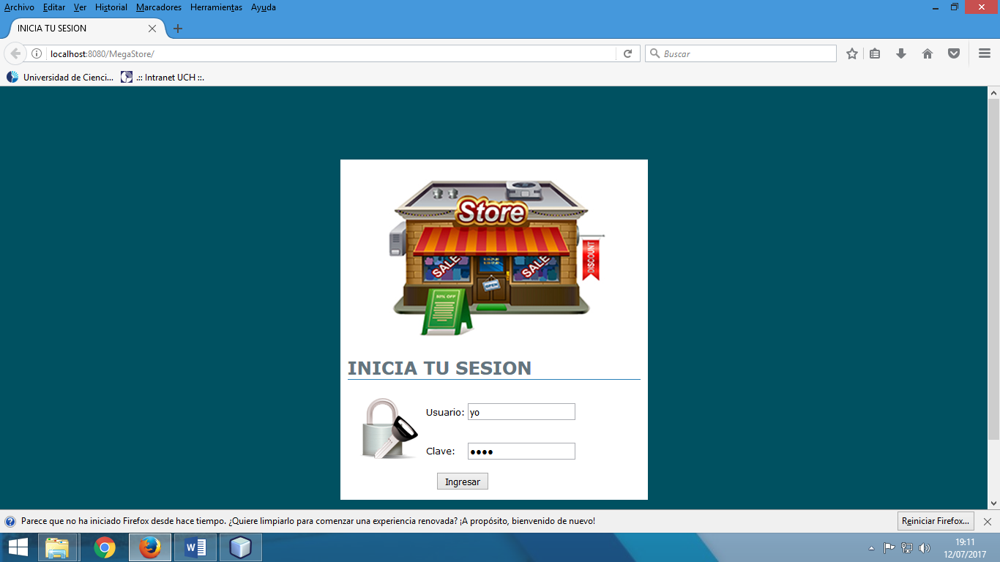 Archivo Editar Ver Historial Marcadores Herramientas Ayuda
INICIA TU SESION
localhost:8080/MegaStore/
Buscar
Universidad de Cienci... .:: Intranet UCH ::.
Store
SALE
SALE
DISCOUNT
OPEN
50% OFF
INICIA TU SESION
Usuario: yo
Clave: ●●●●
Ingresar
Parece que no ha iniciado Firefox desde hace tiempo. ¿Quiere limpiarlo para comenzar una experiencia renovada? ¡A propósito, bienvenido de nuevo!
Reiniciar Firefox...
19:11
12/07/2017